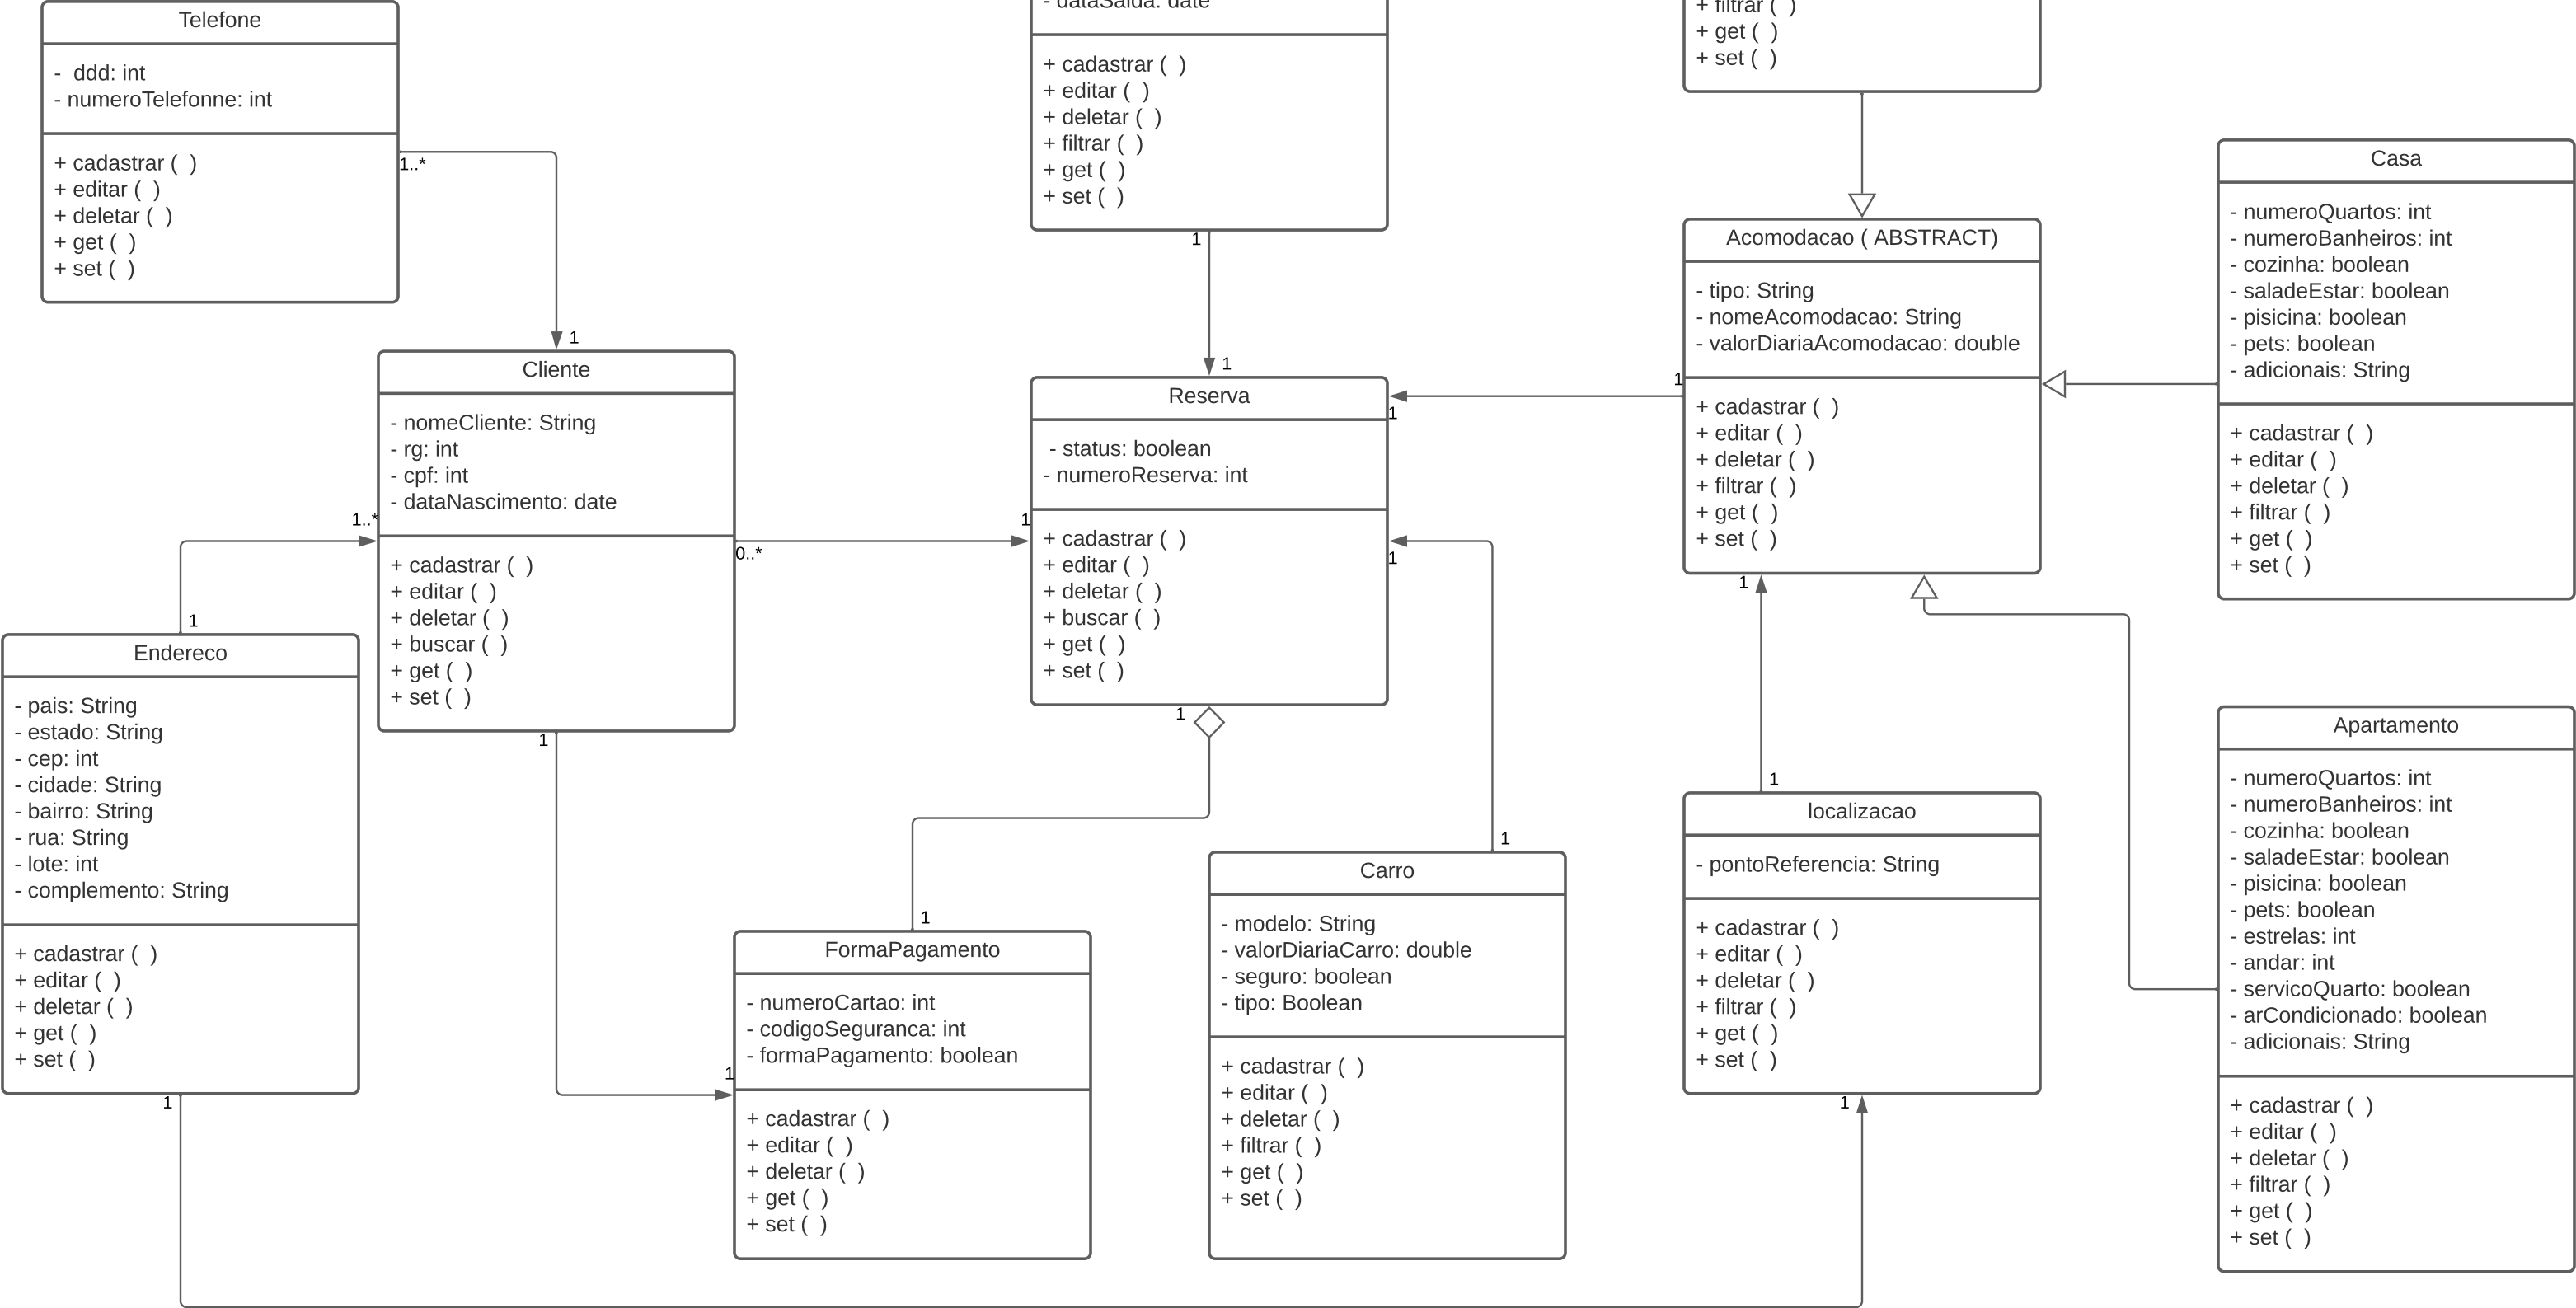 Telefone
-  ddd: int
- numeroTelefonne: int
+ cadastrar (  )
+ editar (  )
+ deletar (  )
+ get (  )
+ set (  )
1..*
1
- dataSaida: date
+ cadastrar (  )
+ editar (  )
+ deletar (  )
+ filtrar (  )
+ get (  )
+ set (  )
1
1
+ filtrar (  )
+ get (  )
+ set (  )
Acomodacao ( ABSTRACT)
- tipo: String
- nomeAcomodacao: String
- valorDiariaAcomodacao: double
+ cadastrar (  )
+ editar (  )
+ deletar (  )
+ filtrar (  )
+ get (  )
+ set (  )
1
1
1
Casa
- numeroQuartos: int
- numeroBanheiros: int
- cozinha: boolean
- saladeEstar: boolean
- pisicina: boolean
- pets: boolean
- adicionais: String
+ cadastrar (  )
+ editar (  )
+ deletar (  )
+ filtrar (  )
+ get (  )
+ set (  )
Cliente
- nomeCliente: String
- rg: int
- cpf: int
- dataNascimento: date
+ cadastrar (  )
+ editar (  )
+ deletar (  )
+ buscar (  )
+ get (  )
+ set (  )
1..*
0..*
1
1
Reserva
- status: boolean
- numeroReserva: int
+ cadastrar (  )
+ editar (  )
+ deletar (  )
+ buscar (  )
+ get (  )
+ set (  )
1
1
1
Endereco
- pais: String
- estado: String
- cep: int
- cidade: String
- bairro: String
- rua: String
- lote: int
- complemento: String
+ cadastrar (  )
+ editar (  )
+ deletar (  )
+ get (  )
+ set (  )
1
1
FormaPagamento
- numeroCartao: int
- codigoSeguranca: int
- formaPagamento: boolean
+ cadastrar (  )
+ editar (  )
+ deletar (  )
+ get (  )
+ set (  )
1
1
Carro
- modelo: String
- valorDiariaCarro: double
- seguro: boolean
- tipo: Boolean
+ cadastrar (  )
+ editar (  )
+ deletar (  )
+ filtrar (  )
+ get (  )
+ set (  )
1
localizacao
- pontoReferencia: String
+ cadastrar (  )
+ editar (  )
+ deletar (  )
+ filtrar (  )
+ get (  )
+ set (  )
1
Apartamento
- numeroQuartos: int
- numeroBanheiros: int
- cozinha: boolean
- saladeEstar: boolean
- pisicina: boolean
- pets: boolean
- estrelas: int
- andar: int
- servicoQuarto: boolean
- arCondicionado: boolean
- adicionais: String
+ cadastrar (  )
+ editar (  )
+ deletar (  )
+ filtrar (  )
+ get (  )
+ set (  )